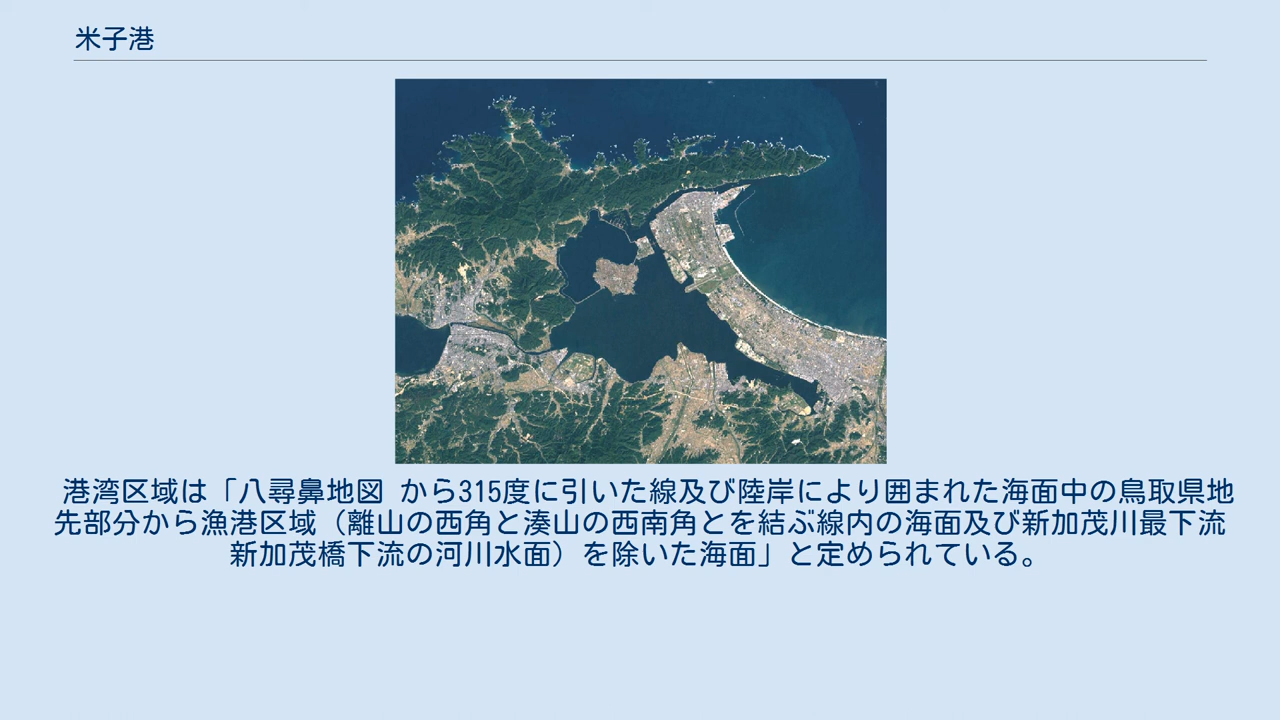 米子港
港湾区域は「八尋鼻地図 から315度に引いた線及び陸岸により囲まれた海面中の鳥取県地
先部分から漁港区域（離山の西角と湊山の西南角とを結ぶ線内の海面及び新加茂川最下流
新加茂橋下流の河川水面）を除いた海面」と定められている。